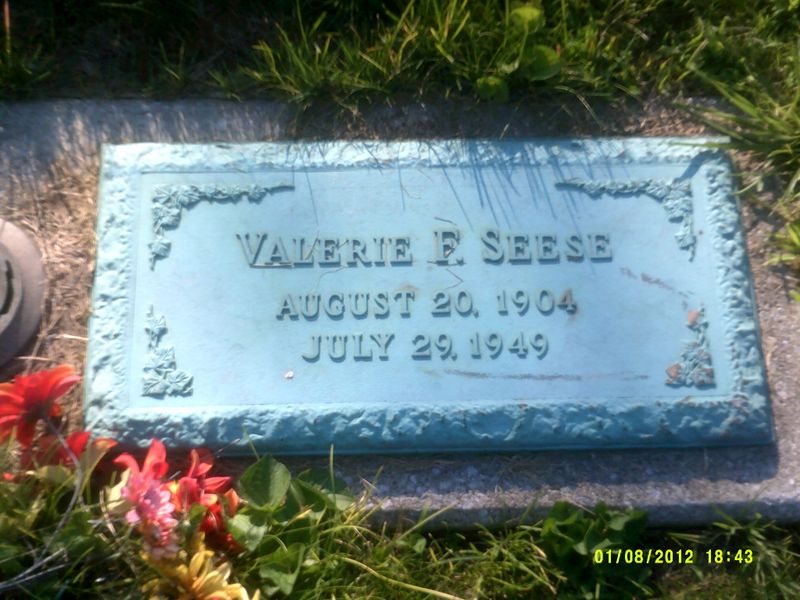 VALERIE F. SEESE
AUGUST 20, 1904
JULY 29, 1949
01/08/2012 18:43